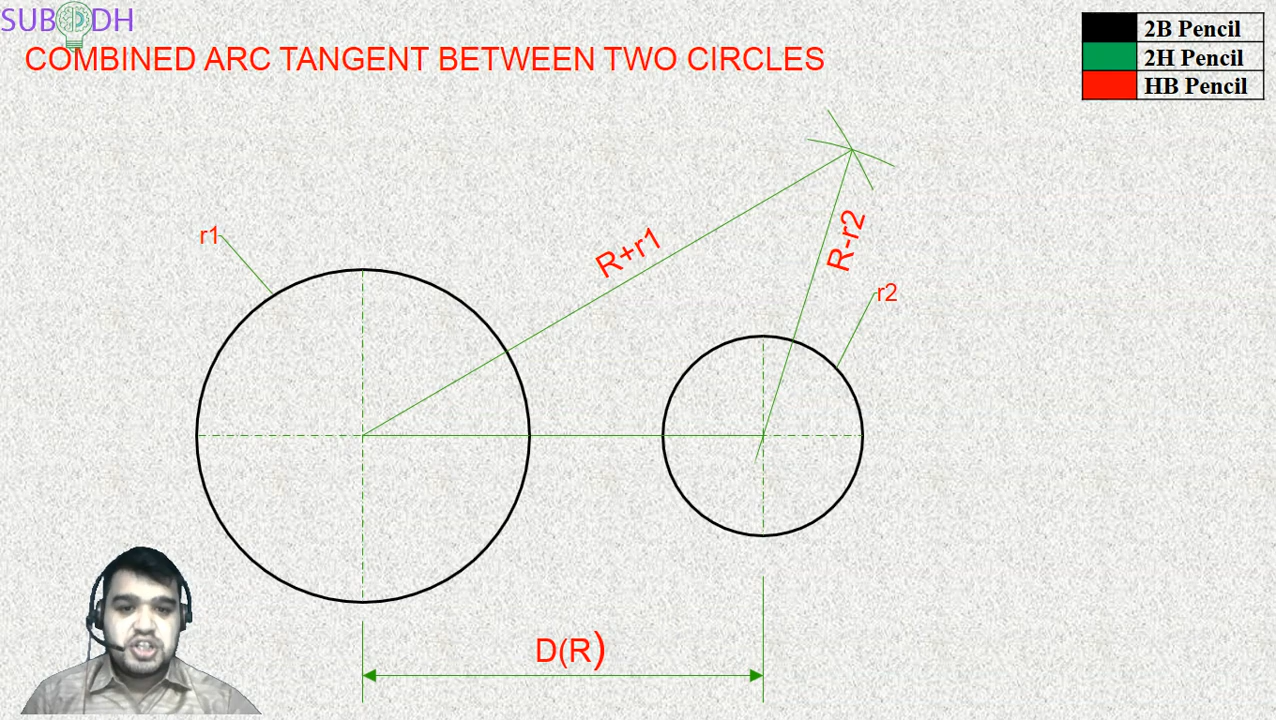 SUBODH
COMBINED ARC TANGENT BETWEEN TWO CIRCLES
2B Pencil
2H Pencil
HB Pencil
r1
R+r1
R-r2
r2
D(R)